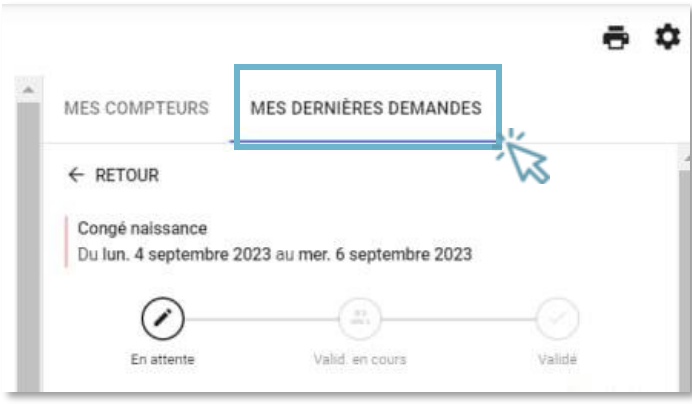 MES COMPTEURS MES DERNIÈRES DEMANDES
← RETOUR
Congé naissance
Du lun. 4 septembre 2023 au mer. 6 septembre 2023
En attente Valid. en cours Validé